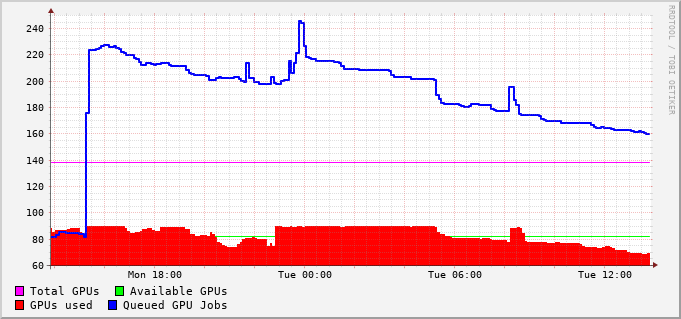 240
220
200
180
160
140
120
100
80
60
Mon 18:00 Tue 00:00 Tue 06:00 Tue 12:00
Total GPUs Available GPUs
GPUs used Queued GPU Jobs
RRDTOOL / TOBI OETIKER